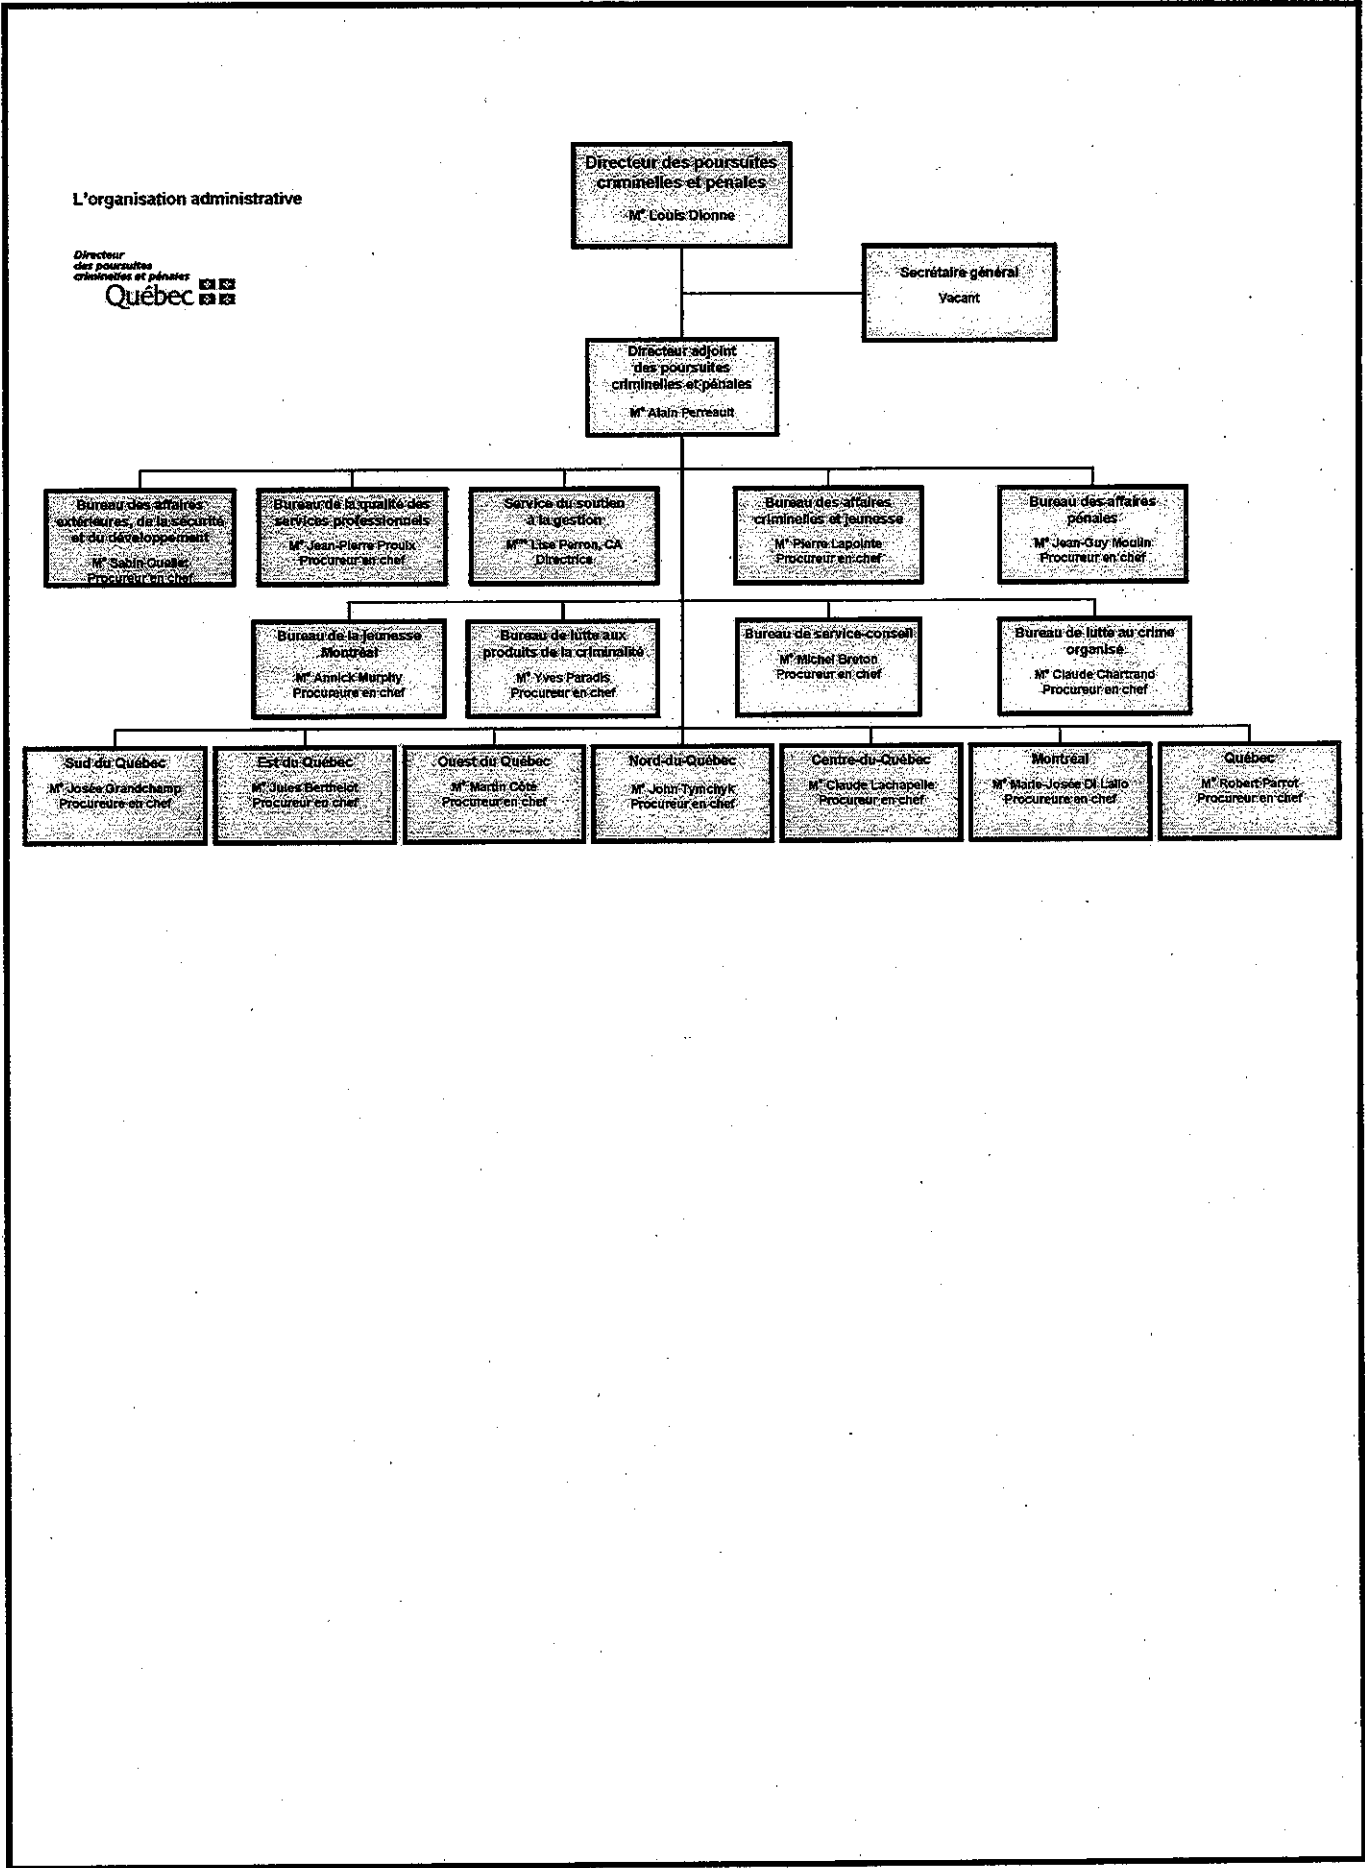 L'organisation administrative
Directeur
des poursuites
criminelles et pénales
Québec
Directeur des poursuites
criminelles et pénales
Mᵉ Louis Dionne
Secrétaire général
Vacant
Directeur adjoint
des poursuites
criminelles et pénales
Mᵉ Alain Perreault
Bureau des affaires
extérieures, de la sécurité
et du développement
Mᵉ Sabin Ouellet
Procureur en chef
Bureau de la qualité des
services professionnels
Mᵉ Jean-Pierre Proulx
Procureur en chef
Service du soutien
à la gestion
Mᵐᵉ Lise Perron, CA
Directrice
Bureau des affaires
criminelles et jeunesse
Mᵉ Pierre Lapointe
Procureur en chef
Bureau des affaires
pénales
Mᵉ Jean-Guy Moulin
Procureur en chef
Bureau de la jeunesse
Montréal
Mᵉ Annick Murphy
Procureure en chef
Bureau de lutte aux
produits de la criminalité
Mᵉ Yves Paradis
Procureur en chef
Bureau de service-conseil
Mᵉ Michel Breton
Procureur en chef
Bureau de lutte au crime
organisé
Mᵉ Claude Chartrand
Procureur en chef
Sud du Québec
Mᵉ Josée Grandchamp
Procureure en chef
Est du Québec
Mᵉ Jules Berthelot
Procureur en chef
Ouest du Québec
Mᵉ Martin Côté
Procureur en chef
Nord-du-Québec
Mᵉ John Tymchyk
Procureur en chef
Centre-du-Québec
Mᵉ Claude Lachapelle
Procureur en chef
Montréal
Mᵉ Marie-Josée Di Lallo
Procureure en chef
Québec
Mᵉ Robert Parrot
Procureur en chef